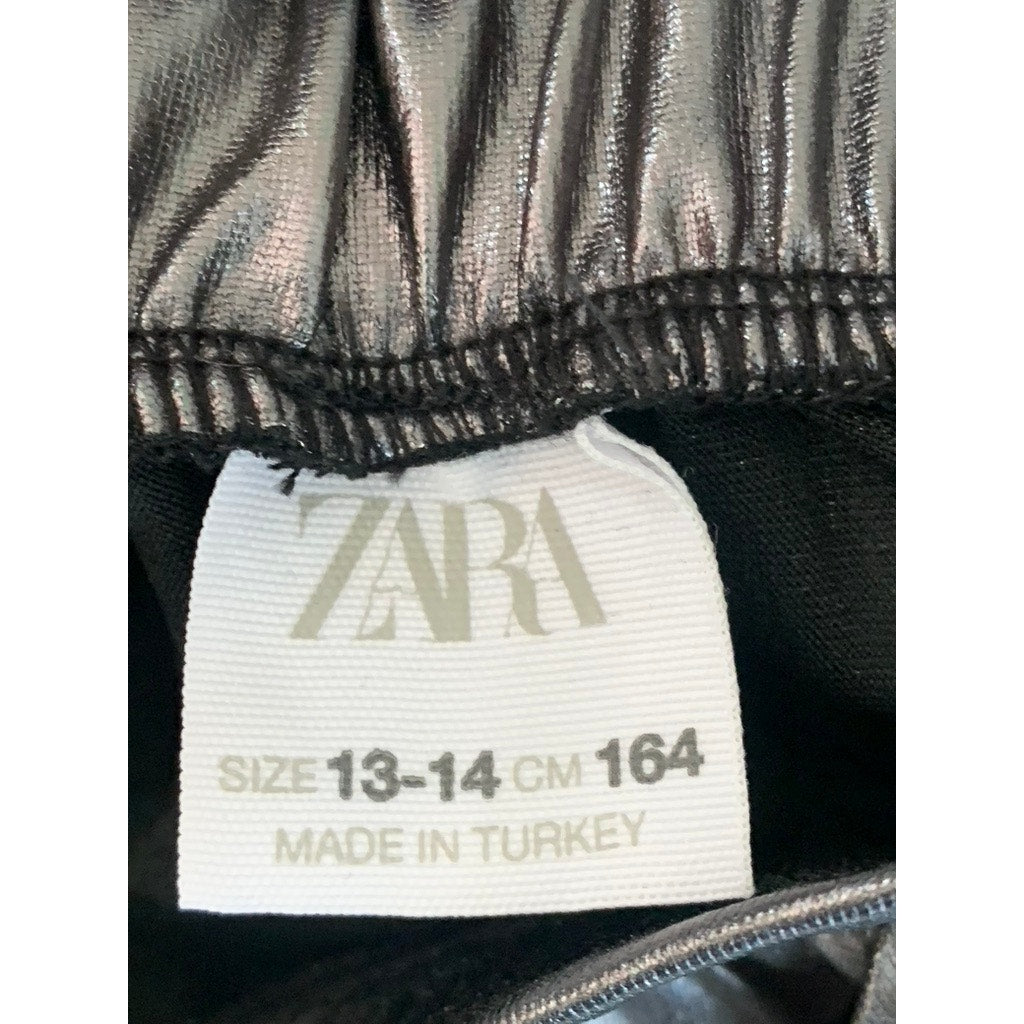 ZARA
SIZE 13-14 CM 164
MADE IN TURKEY